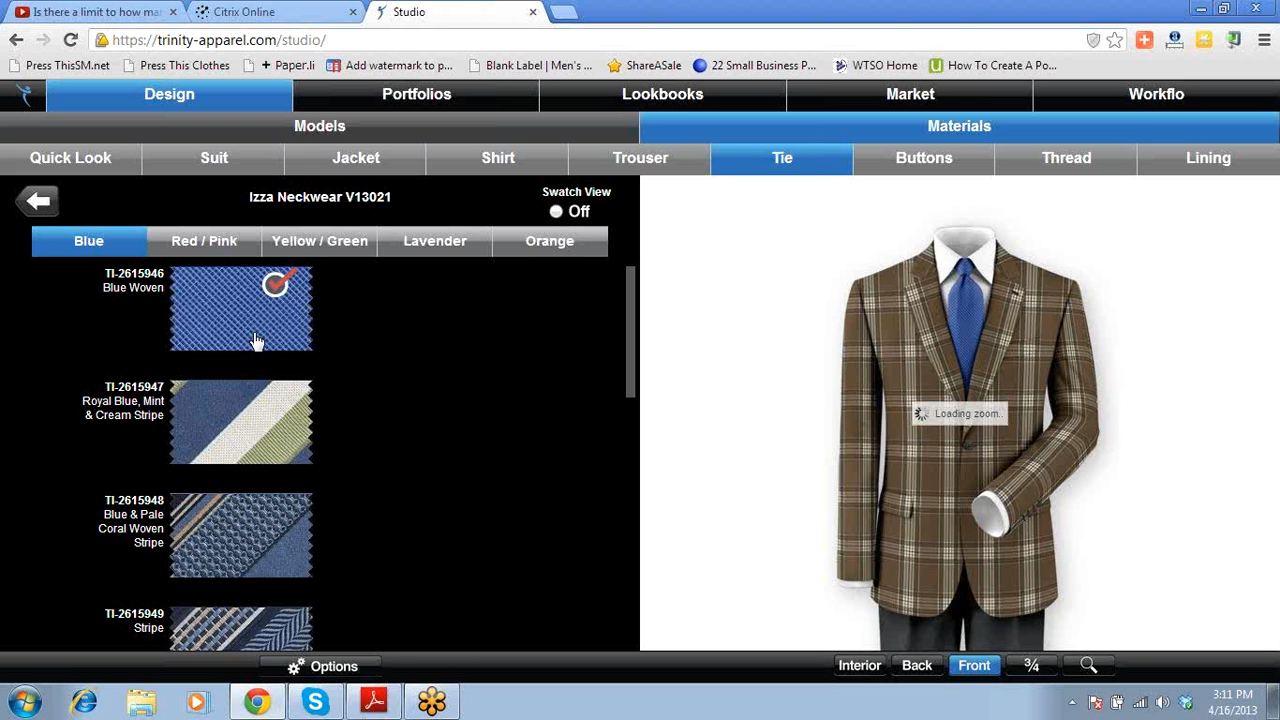 Is there a limit to how ma
Citrix Online
Studio
https://trinity-apparel.com/studio/
Press ThisSM.net
Press This Clothes
+ Paper.li
Add watermark to p...
Blank Label | Men's ...
ShareASale
22 Small Business P...
WTSO Home
How To Create A Po...
Design
Portfolios
Lookbooks
Market
Workflo
Models
Materials
Quick Look
Suit
Jacket
Shirt
Trouser
Tie
Buttons
Thread
Lining
Izza Neckwear V13021
Swatch View
Off
Blue
Red / Pink
Yellow / Green
Lavender
Orange
TI-2615946
Blue Woven
TI-2615947
Royal Blue, Mint
& Cream Stripe
TI-2615948
Blue & Pale
Coral Woven
Stripe
TI-2615949
Stripe
Loading zoom..
Options
Interior
Back
Front
¾
3:11 PM
4/16/2013